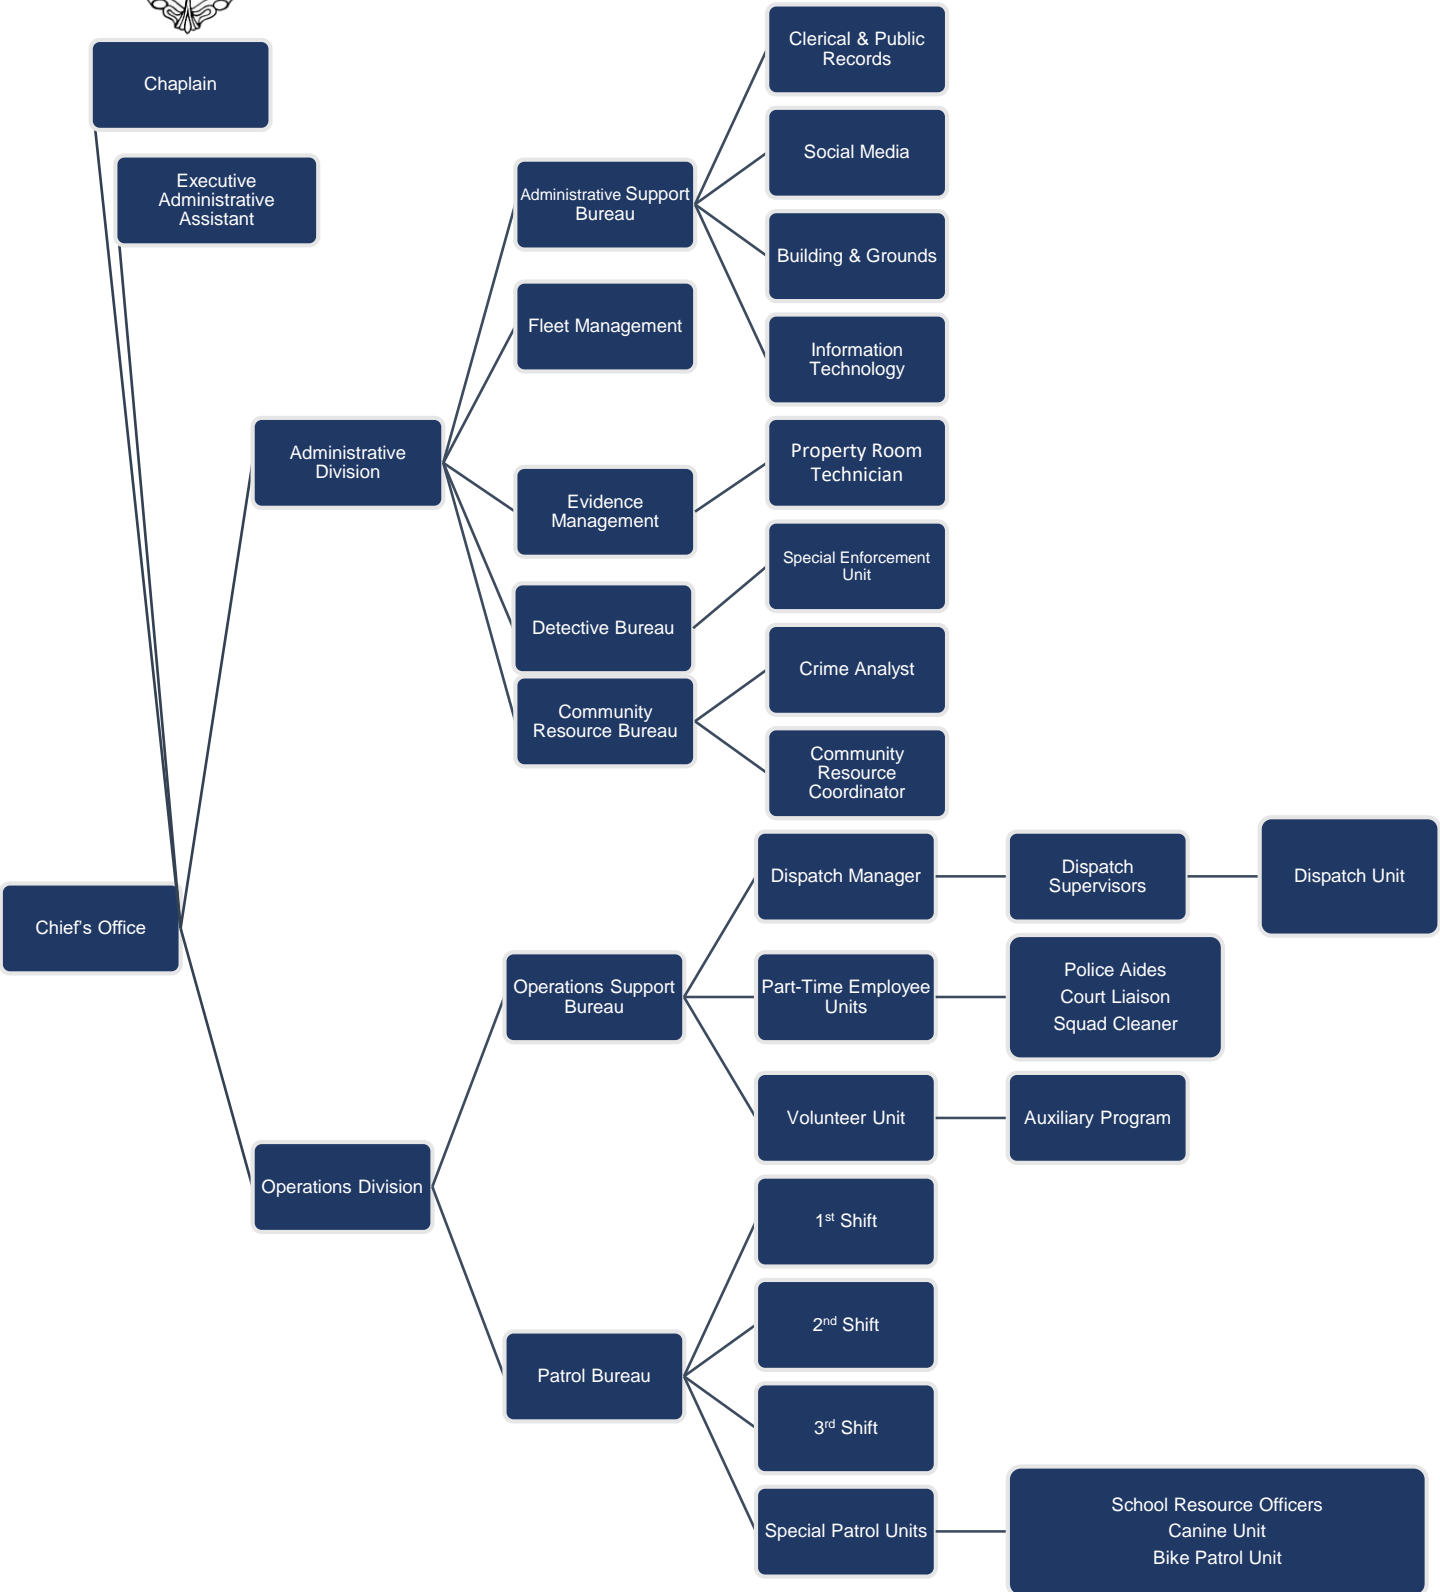 Chaplain
Executive
Administrative
Assistant
Chief's Office
Administrative
Division
Operations Division
Administrative Support
Bureau
Fleet Management
Evidence
Management
Detective Bureau
Community
Resource Bureau
Operations Support
Bureau
Patrol Bureau
Clerical & Public
Records
Social Media
Building & Grounds
Information
Technology
Property Room
Technician
Special Enforcement
Unit
Crime Analyst
Community
Resource
Coordinator
Dispatch Manager
Part-Time Employee
Units
Volunteer Unit
1st Shift
2nd Shift
3rd Shift
Special Patrol Units
Dispatch
Supervisors
Police Aides
Court Liaison
Squad Cleaner
Auxiliary Program
School Resource Officers
Canine Unit
Bike Patrol Unit
Dispatch Unit